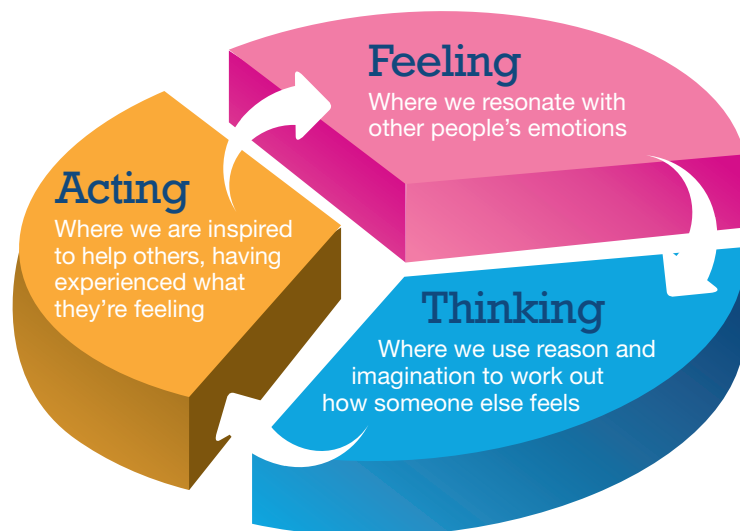 Feeling
Where we resonate with
other people's emotions
Acting
Where we are inspired
to help others, having
experienced what
they're feeling
Thinking
Where we use reason and
imagination to work out
how someone else feels